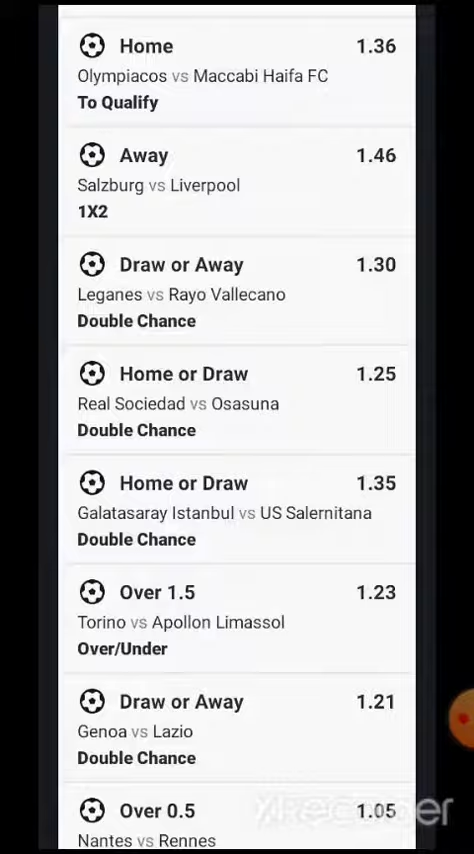 Home 1.36
Olympiacos vs Maccabi Haifa FC
To Qualify
Away 1.46
Salzburg vs Liverpool
1X2
Draw or Away 1.30
Leganes vs Rayo Vallecano
Double Chance
Home or Draw 1.25
Real Sociedad vs Osasuna
Double Chance
Home or Draw 1.35
Galatasaray Istanbul vs US Salernitana
Double Chance
Over 1.5 1.23
Torino vs Apollon Limassol
Over/Under
Draw or Away 1.21
Genoa vs Lazio
Double Chance
Over 0.5 1.05
XRecorder
Nantes vs Rennes